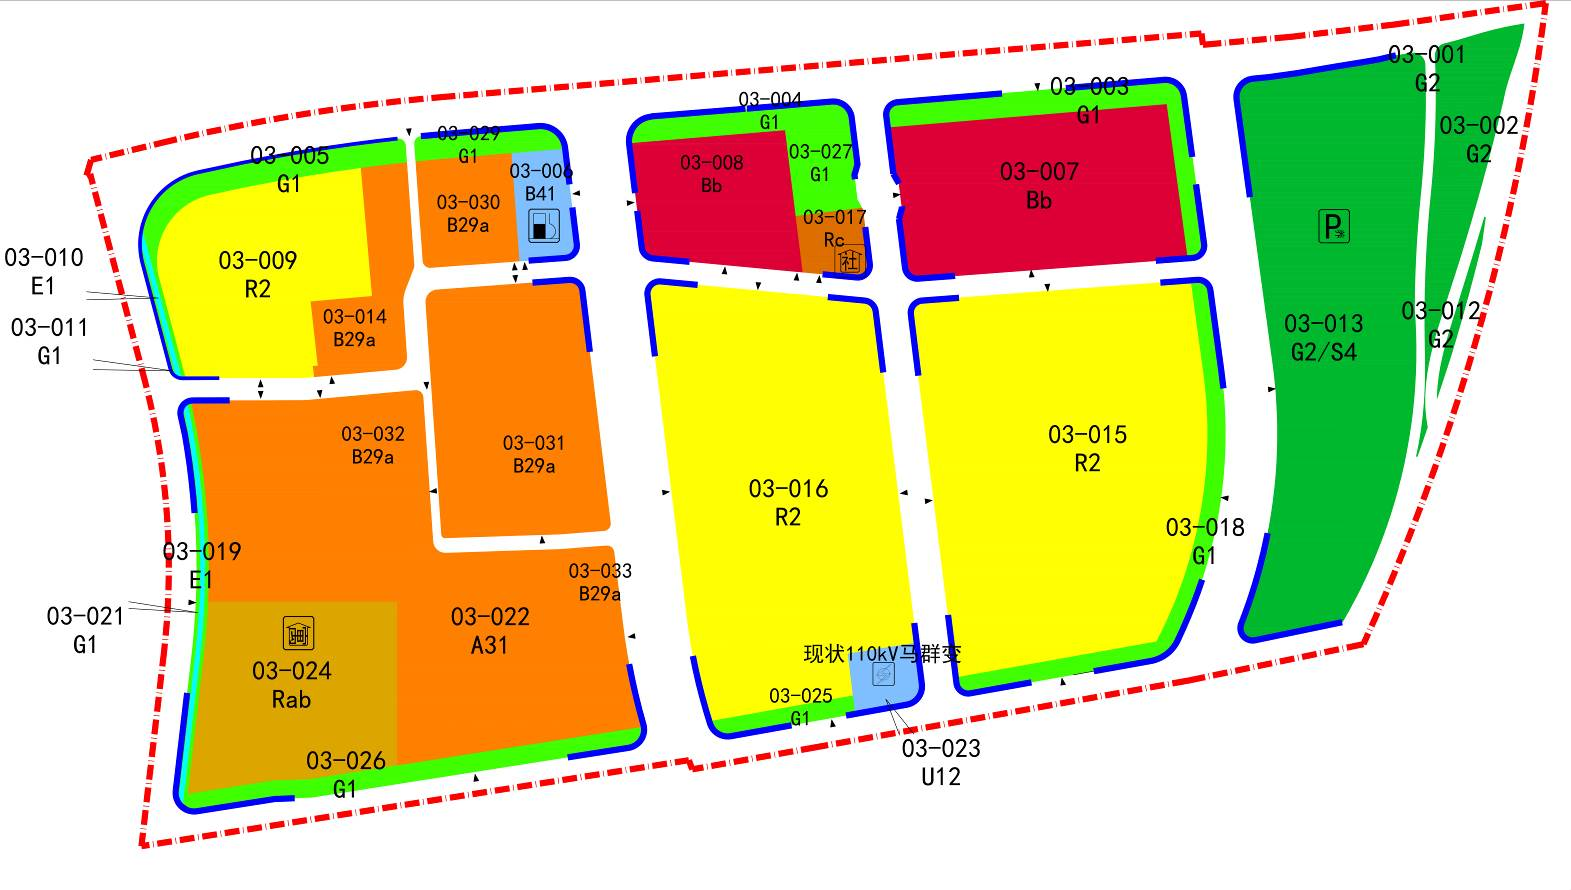 03-001
G2
03-002
G2
03-003
G1
03-004
G1
03-005
G1
03-029
G1
03-006
B41
03-030
B29a
03-008
Bb
03-027
G1
03-007
Bb
03-017
Rc
社
P
03-010
E1
03-009
R2
03-011
G1
03-014
B29a
03-012
G2
03-013
G2/S4
03-032
B29a
03-031
B29a
03-016
R2
03-015
R2
03-018
G1
03-019
E1
03-033
B29a
03-021
G1
03-022
A31
03-024
Rab
现状110kV马群变
03-025
G1
03-023
U12
03-026
G1